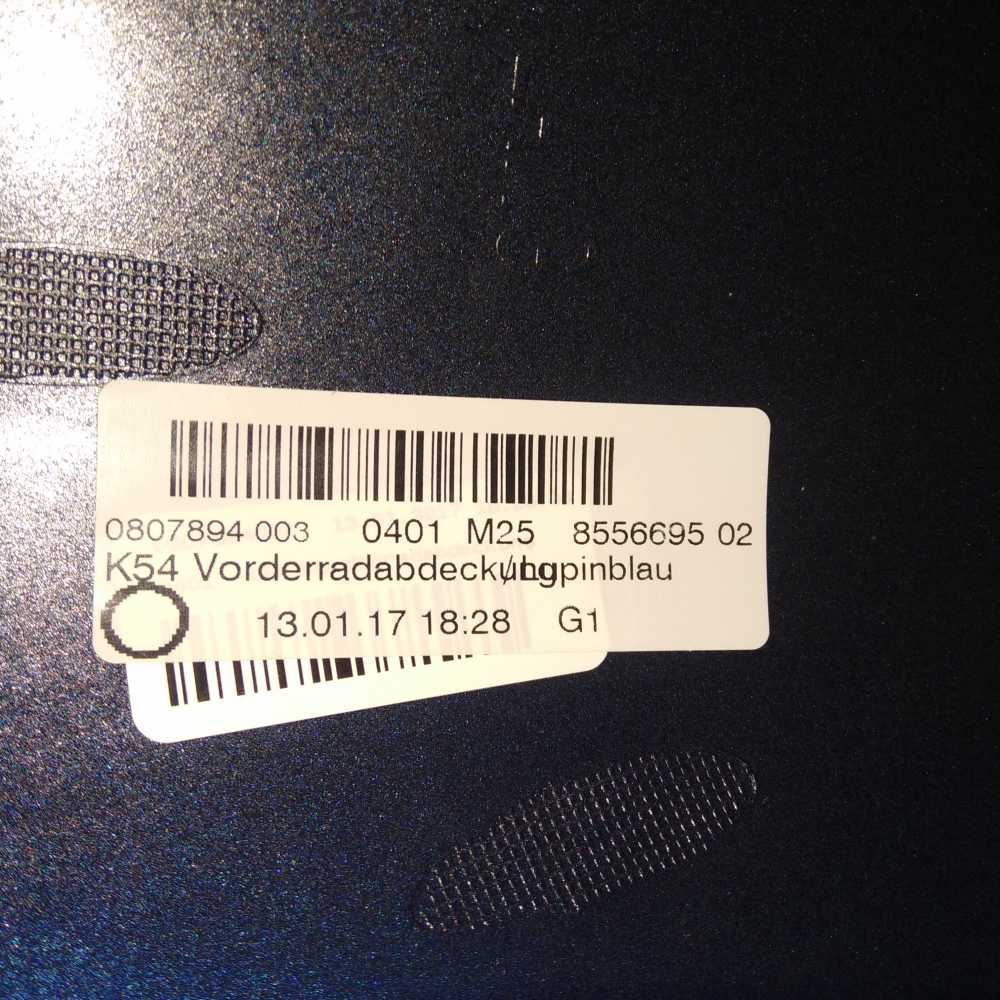 0807894 003 0401 M25 8556695 02
K54 Vorderradabdeckung/Lupinblau
13.01.17 18:28 G1